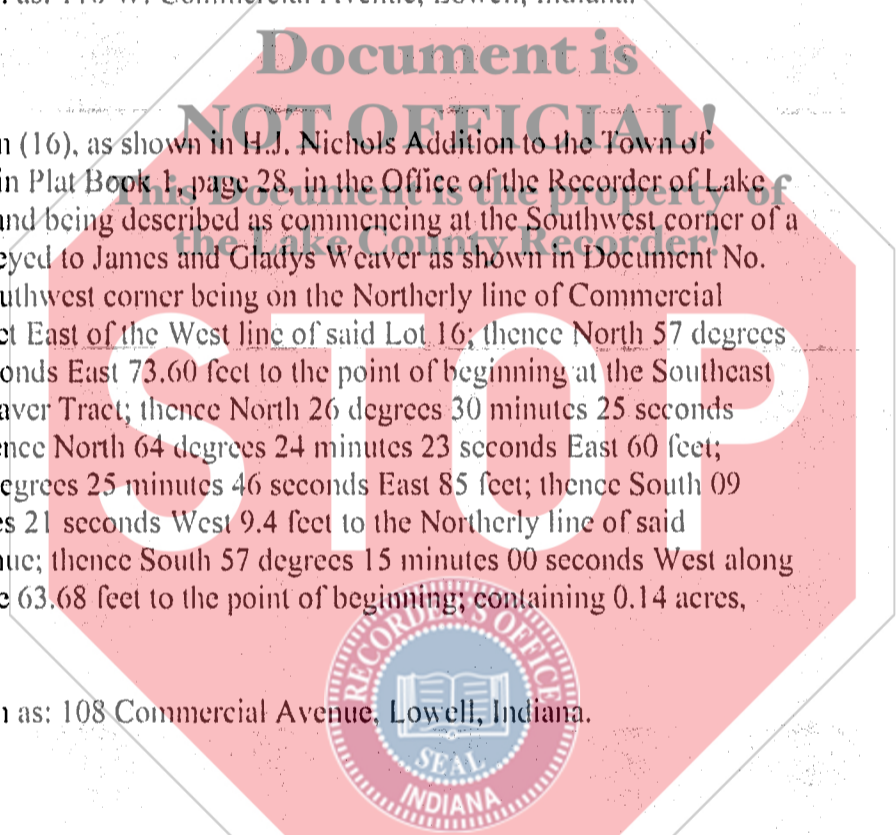 as: 110 W. Commercial Avenue, Lowell, Indiana.
Document is
NOT OFFICIAL!
This Document is the property of
the Lake County Recorder!
n (16), as shown in H.J. Nichols Addition to the Town of
in Plat Book 1, page 28, in the Office of the Recorder of Lake
and being described as commencing at the Southwest corner of a
eyed to James and Gladys Weaver as shown in Document No.
uthwest corner being on the Northerly line of Commercial
et East of the West line of said Lot 16; thence North 57 degrees
onds East 73.60 feet to the point of beginning at the Southeast
aver Tract; thence North 26 degrees 30 minutes 25 seconds
ence North 64 degrees 24 minutes 23 seconds East 60 feet;
egrees 25 minutes 46 seconds East 85 feet; thence South 09
es 21 seconds West 9.4 feet to the Northerly line of said
nue; thence South 57 degrees 15 minutes 00 seconds West along
e 63.68 feet to the point of beginning; containing 0.14 acres,
STOP
RECORDER'S OFFICE
SEAL
INDIANA
n as: 108 Commercial Avenue, Lowell, Indiana.